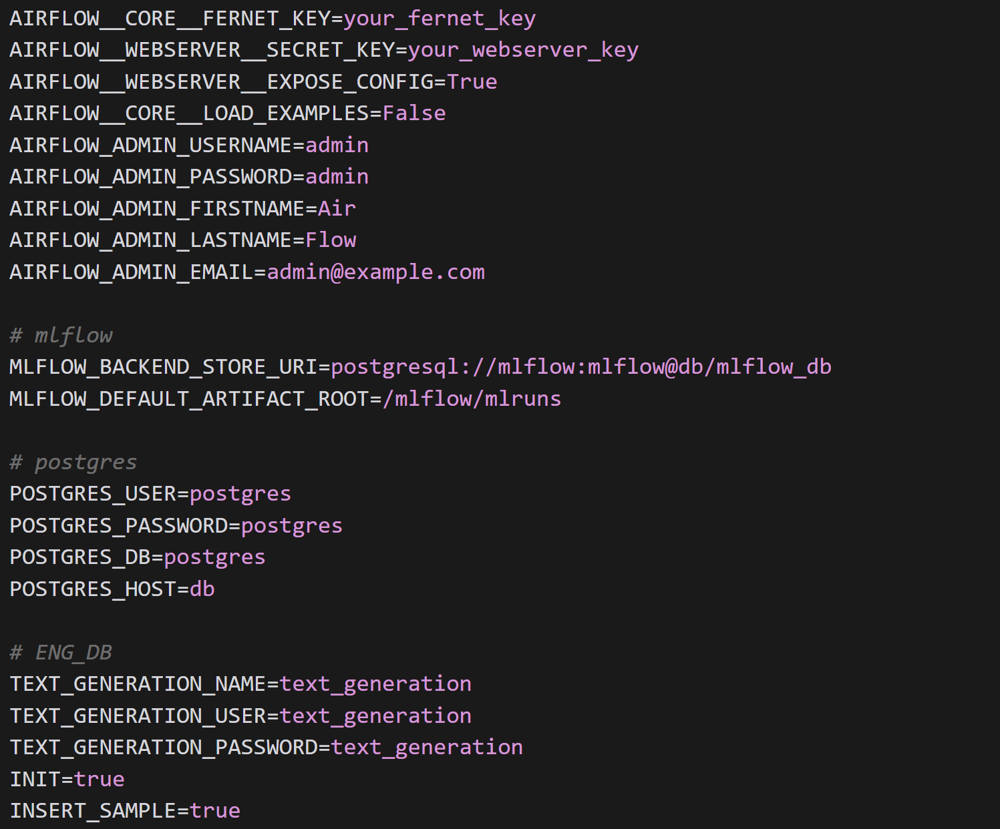 AIRFLOW__CORE__FERNET_KEY=your_fernet_key
AIRFLOW__WEBSERVER__SECRET_KEY=your_webserver_key
AIRFLOW__WEBSERVER__EXPOSE_CONFIG=True
AIRFLOW__CORE__LOAD_EXAMPLES=False
AIRFLOW_ADMIN_USERNAME=admin
AIRFLOW_ADMIN_PASSWORD=admin
AIRFLOW_ADMIN_FIRSTNAME=Air
AIRFLOW_ADMIN_LASTNAME=Flow
AIRFLOW_ADMIN_EMAIL=admin@example.com

# mlflow
MLFLOW_BACKEND_STORE_URI=postgresql://mlflow:mlflow@db/mlflow_db
MLFLOW_DEFAULT_ARTIFACT_ROOT=/mlflow/mlruns

# postgres
POSTGRES_USER=postgres
POSTGRES_PASSWORD=postgres
POSTGRES_DB=postgres
POSTGRES_HOST=db

# ENG_DB
TEXT_GENERATION_NAME=text_generation
TEXT_GENERATION_USER=text_generation
TEXT_GENERATION_PASSWORD=text_generation
INIT=true
INSERT_SAMPLE=true